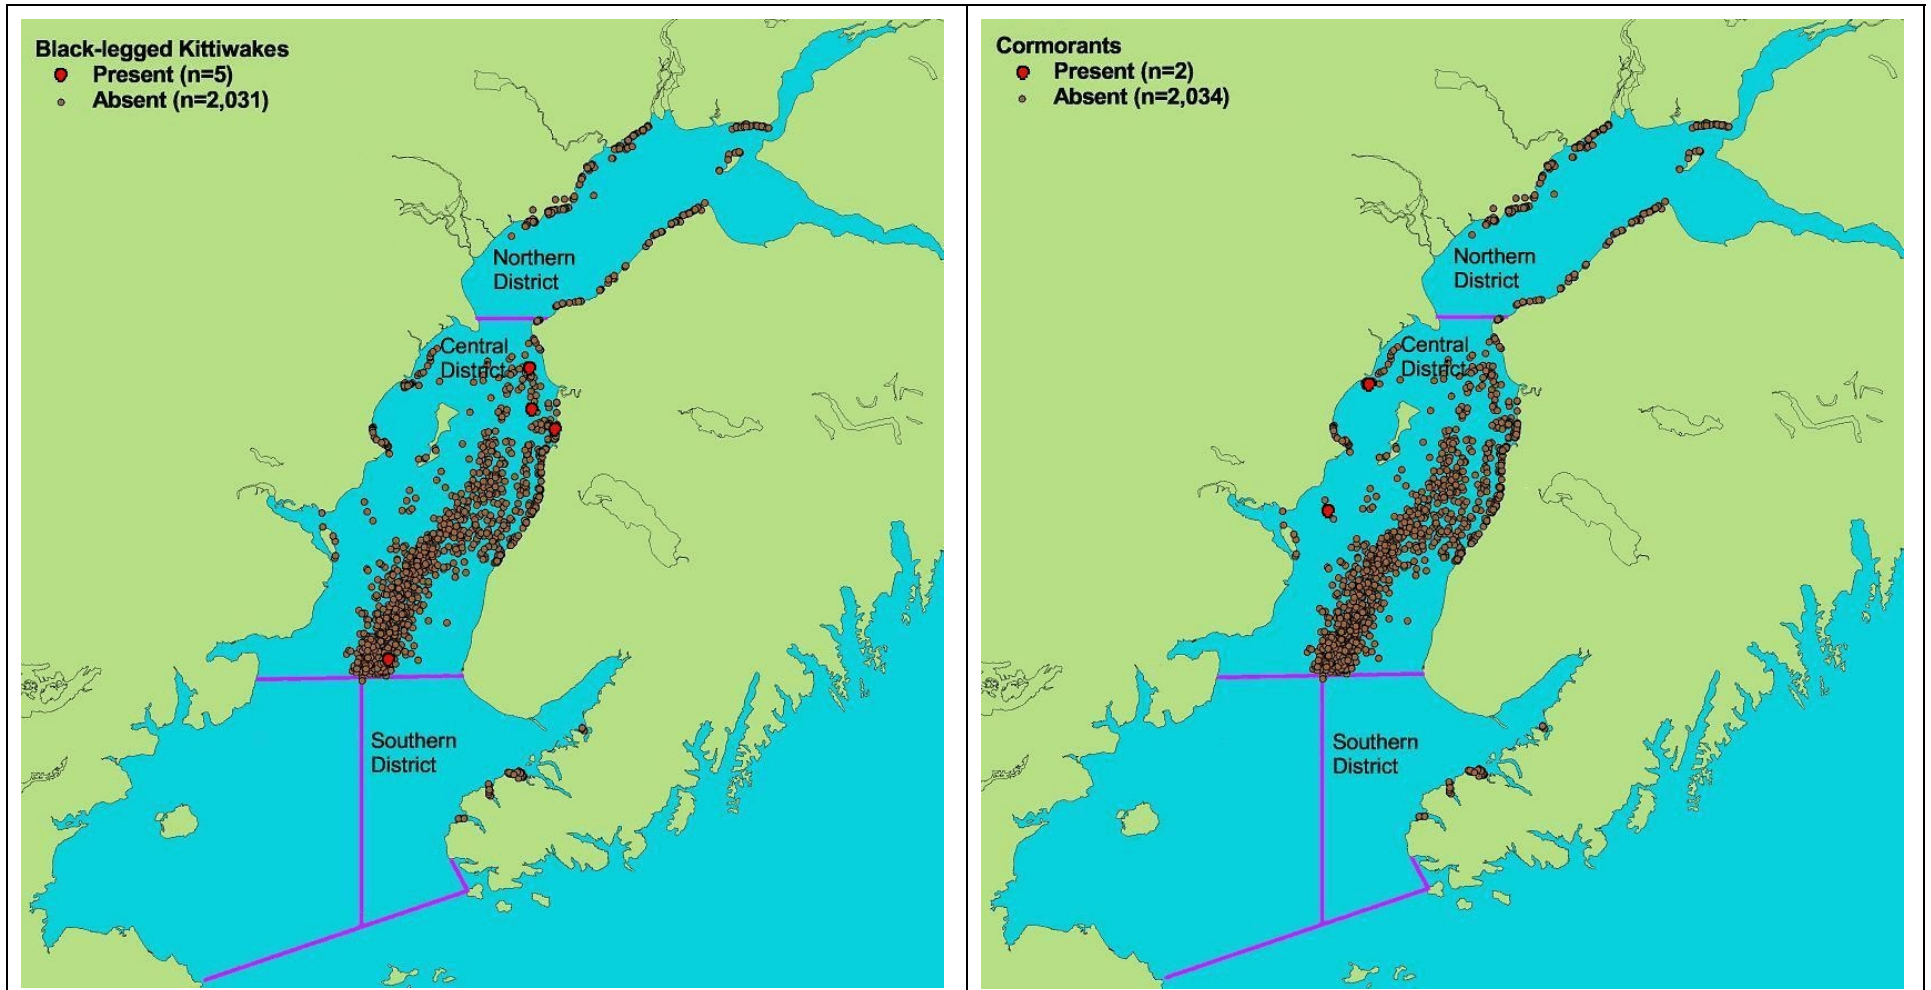 Black-legged Kittiwakes
Present (n=5)
Absent (n=2,031)
Northern
District
Central
District
Southern
District
Cormorants
Present (n=2)
Absent (n=2,034)
Northern
District
Central
District
Southern
District